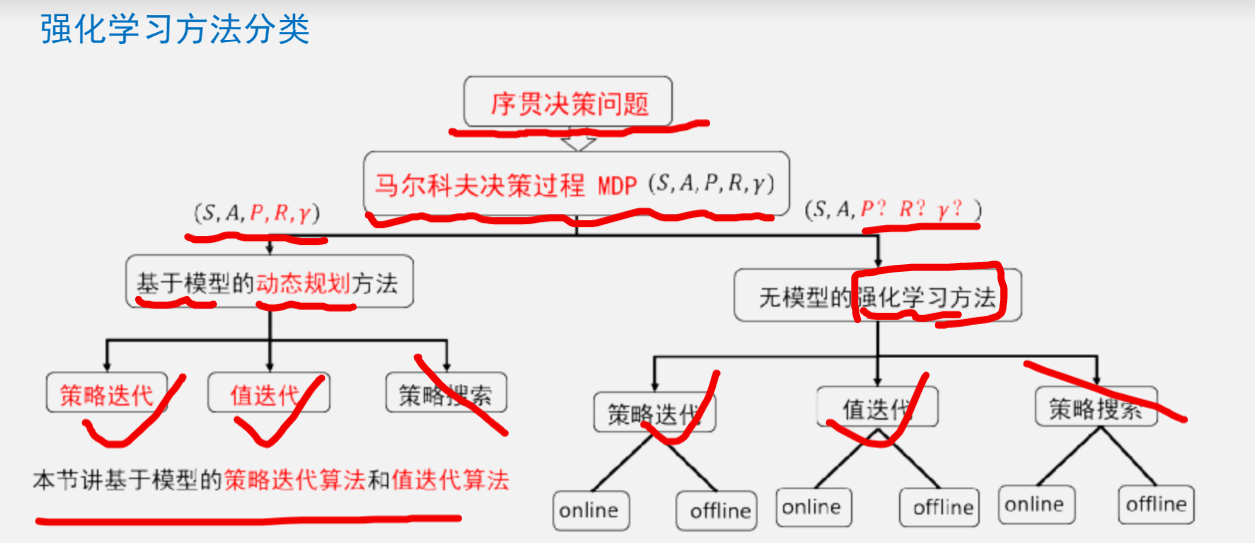 强化学习方法分类
序贯决策问题
马尔科夫决策过程 MDP (S, A, P, R, γ)
(S, A, P, R, γ)
(S, A, P? R? γ? )
基于模型的动态规划方法
无模型的强化学习方法
策略迭代
值迭代
策略搜索
策略迭代
值迭代
策略搜索
本节讲基于模型的策略迭代算法和值迭代算法
online
offline
online
offline
online
offline